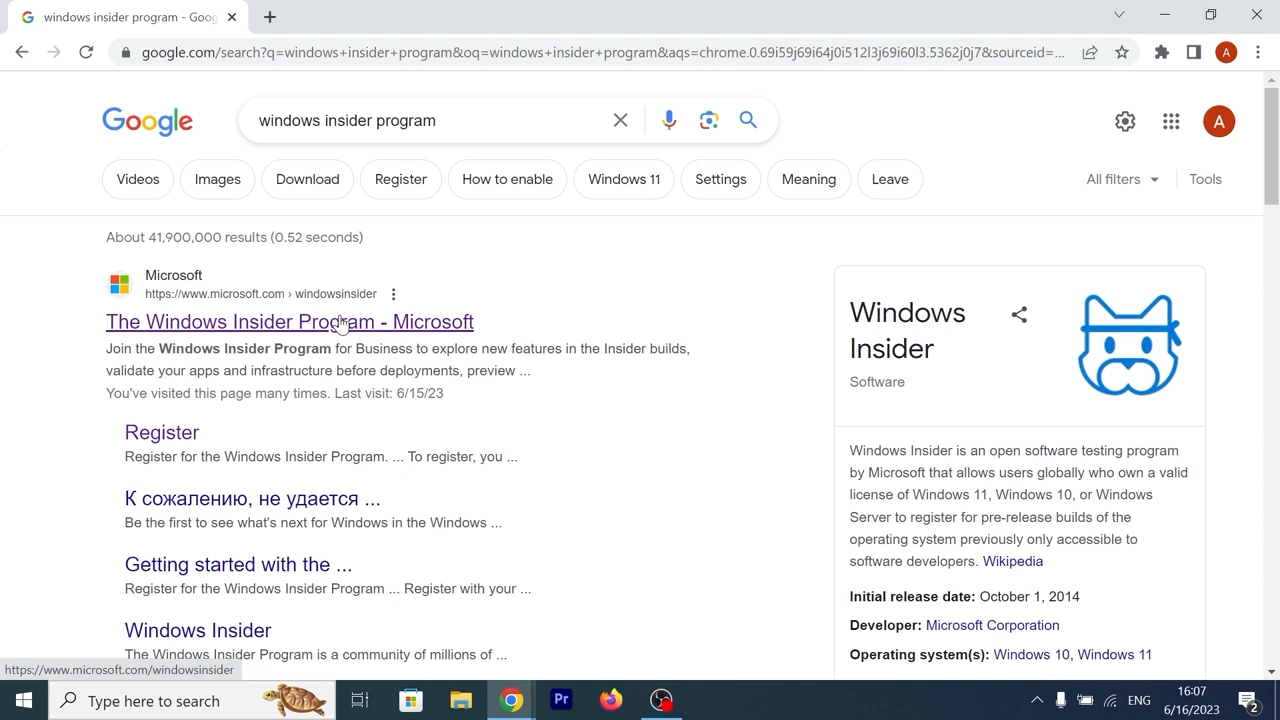 windows insider program - Goog
google.com/search?q=windows+insider+program&oq=windows+insider+program&aqs=chrome.0.69i59j69i64j0i512l3j69i60l3.5362j0j7&sourceid=...
A
Google
windows insider program
A
Videos
Images
Download
Register
How to enable
Windows 11
Settings
Meaning
Leave
All filters
Tools
About 41,900,000 results (0.52 seconds)
Microsoft
https://www.microsoft.com › windowsinsider
The Windows Insider Program - Microsoft
Join the Windows Insider Program for Business to explore new features in the Insider builds,
validate your apps and infrastructure before deployments, preview ...
You've visited this page many times. Last visit: 6/15/23
Register
Register for the Windows Insider Program. ... To register, you ...
К сожалению, не удается ...
Be the first to see what's next for Windows in the Windows ...
Getting started with the ...
Register for the Windows Insider Program ... Register with your ...
Windows Insider
The Windows Insider Program is a community of millions of ...
Windows
Insider
Software
Windows Insider is an open software testing program
by Microsoft that allows users globally who own a valid
license of Windows 11, Windows 10, or Windows
Server to register for pre-release builds of the
operating system previously only accessible to
software developers. Wikipedia
Initial release date: October 1, 2014
Developer: Microsoft Corporation
Operating system(s): Windows 10, Windows 11
https://www.microsoft.com/windowsinsider
Type here to search
Pr
ENG
16:07
6/16/2023
2